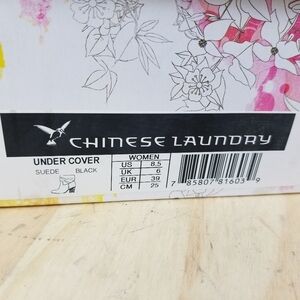 CHINESE LAUNDRY
UNDER COVER
SUEDE BLACK
WOMEN
US 8.5
UK 6
EUR 39
CM 25
7 85807 81603 9